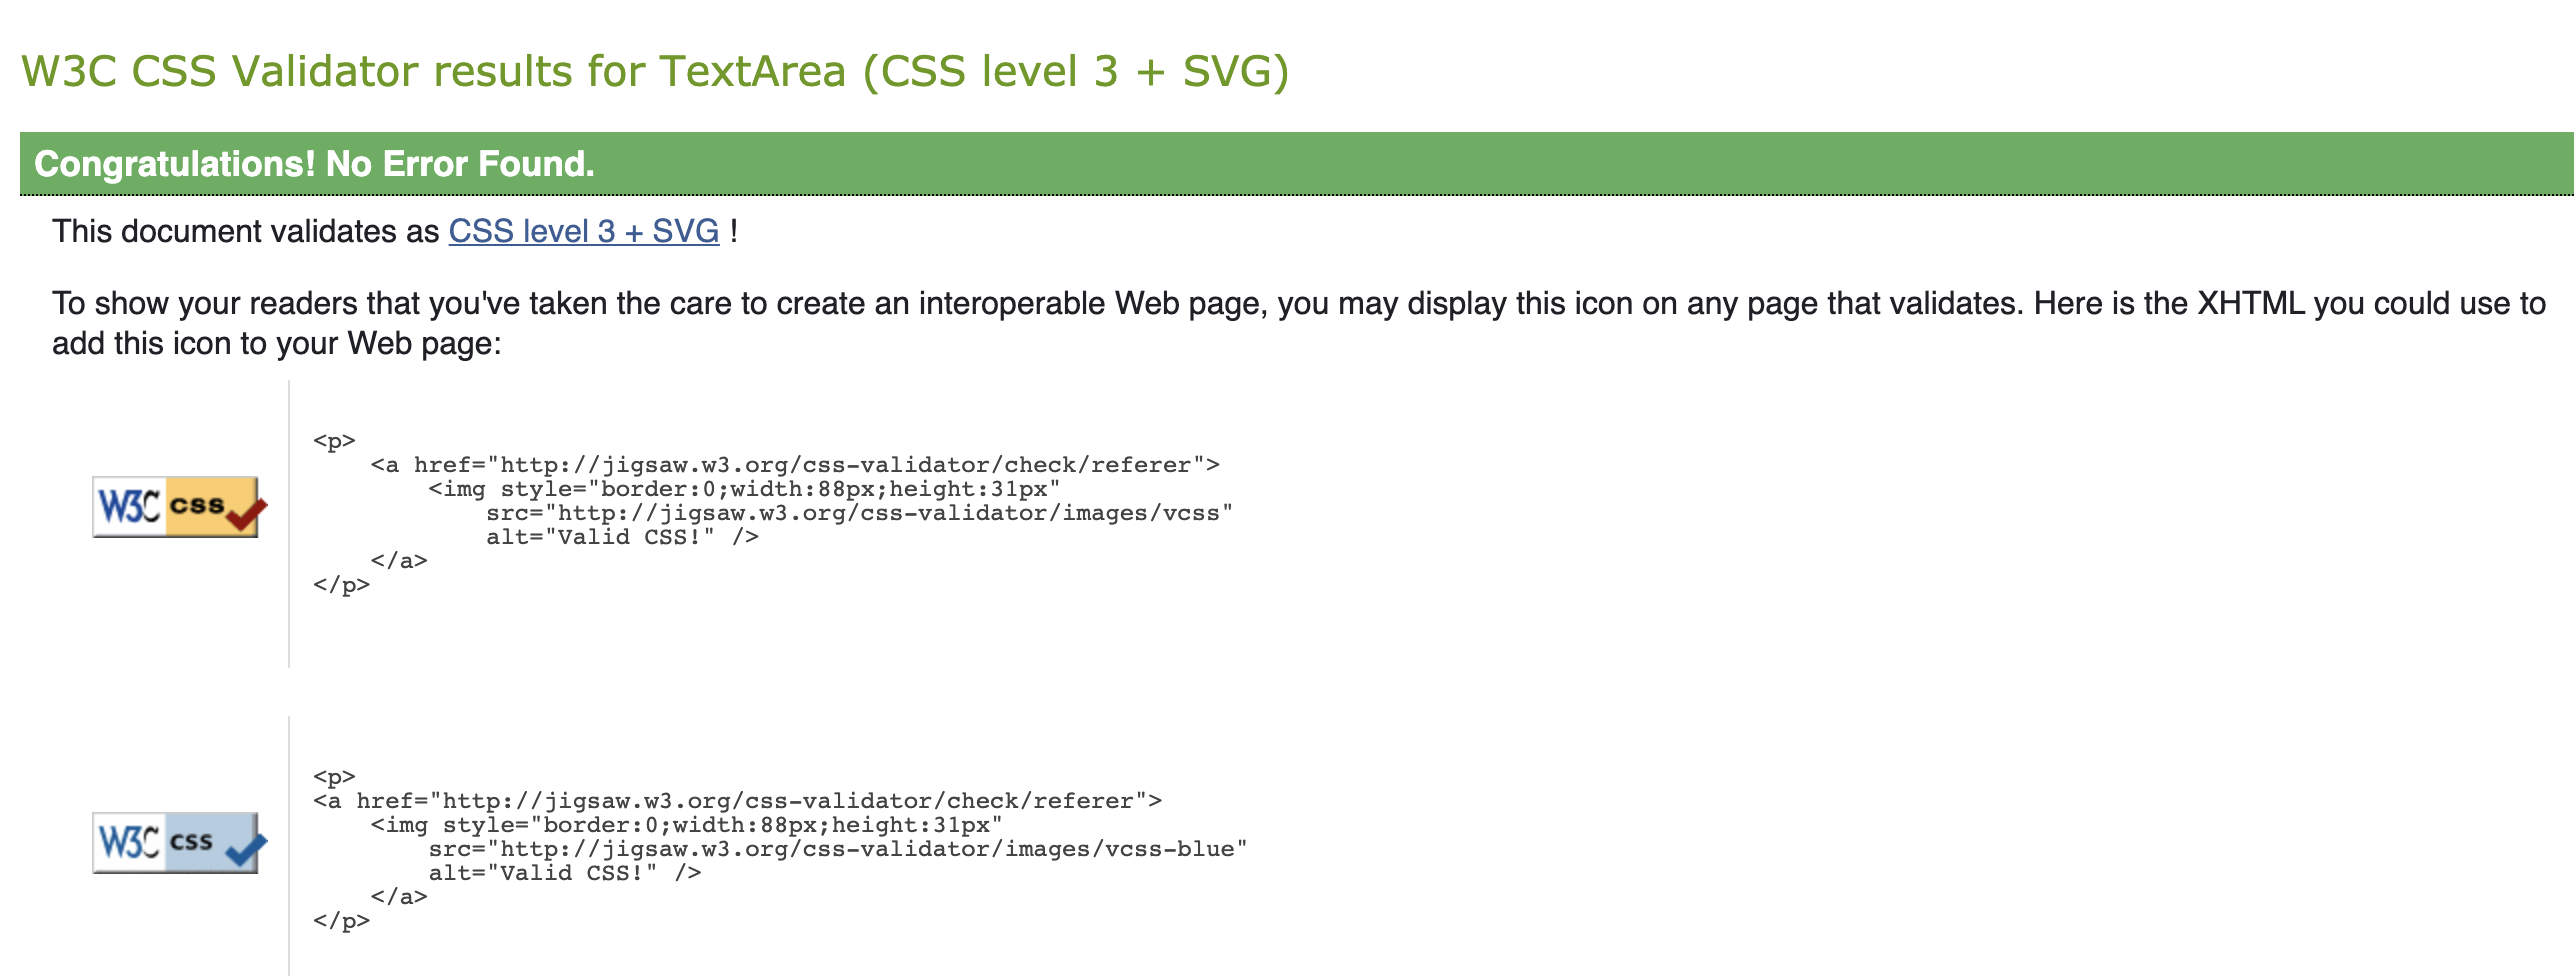 W3C CSS Validator results for TextArea (CSS level 3 + SVG)
Congratulations! No Error Found.
This document validates as CSS level 3 + SVG !
To show your readers that you've taken the care to create an interoperable Web page, you may display this icon on any page that validates. Here is the XHTML you could use to
add this icon to your Web page:
W3C css
<p>
    <a href="http://jigsaw.w3.org/css-validator/check/referer">
        <img style="border:0;width:88px;height:31px"
            src="http://jigsaw.w3.org/css-validator/images/vcss"
            alt="Valid CSS!" />
    </a>
</p>
W3C css
<p>
<a href="http://jigsaw.w3.org/css-validator/check/referer">
    <img style="border:0;width:88px;height:31px"
        src="http://jigsaw.w3.org/css-validator/images/vcss-blue"
        alt="Valid CSS!" />
    </a>
</p>